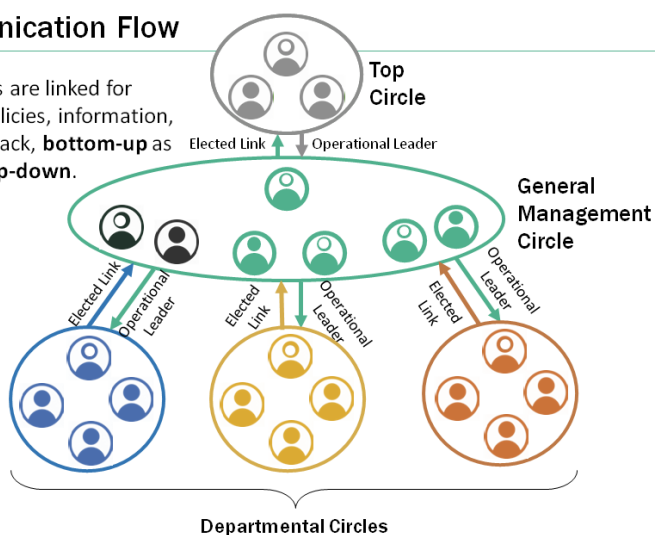 nication Flow
s are linked for
licies, information,
ack, bottom-up as
p-down.
Top
Circle
Elected Link
Operational Leader
General
Management
Circle
Elected Link
Operational
Leader
Elected
Link
Operational
Leader
Elected
Link
Operational
Leader
Departmental Circles